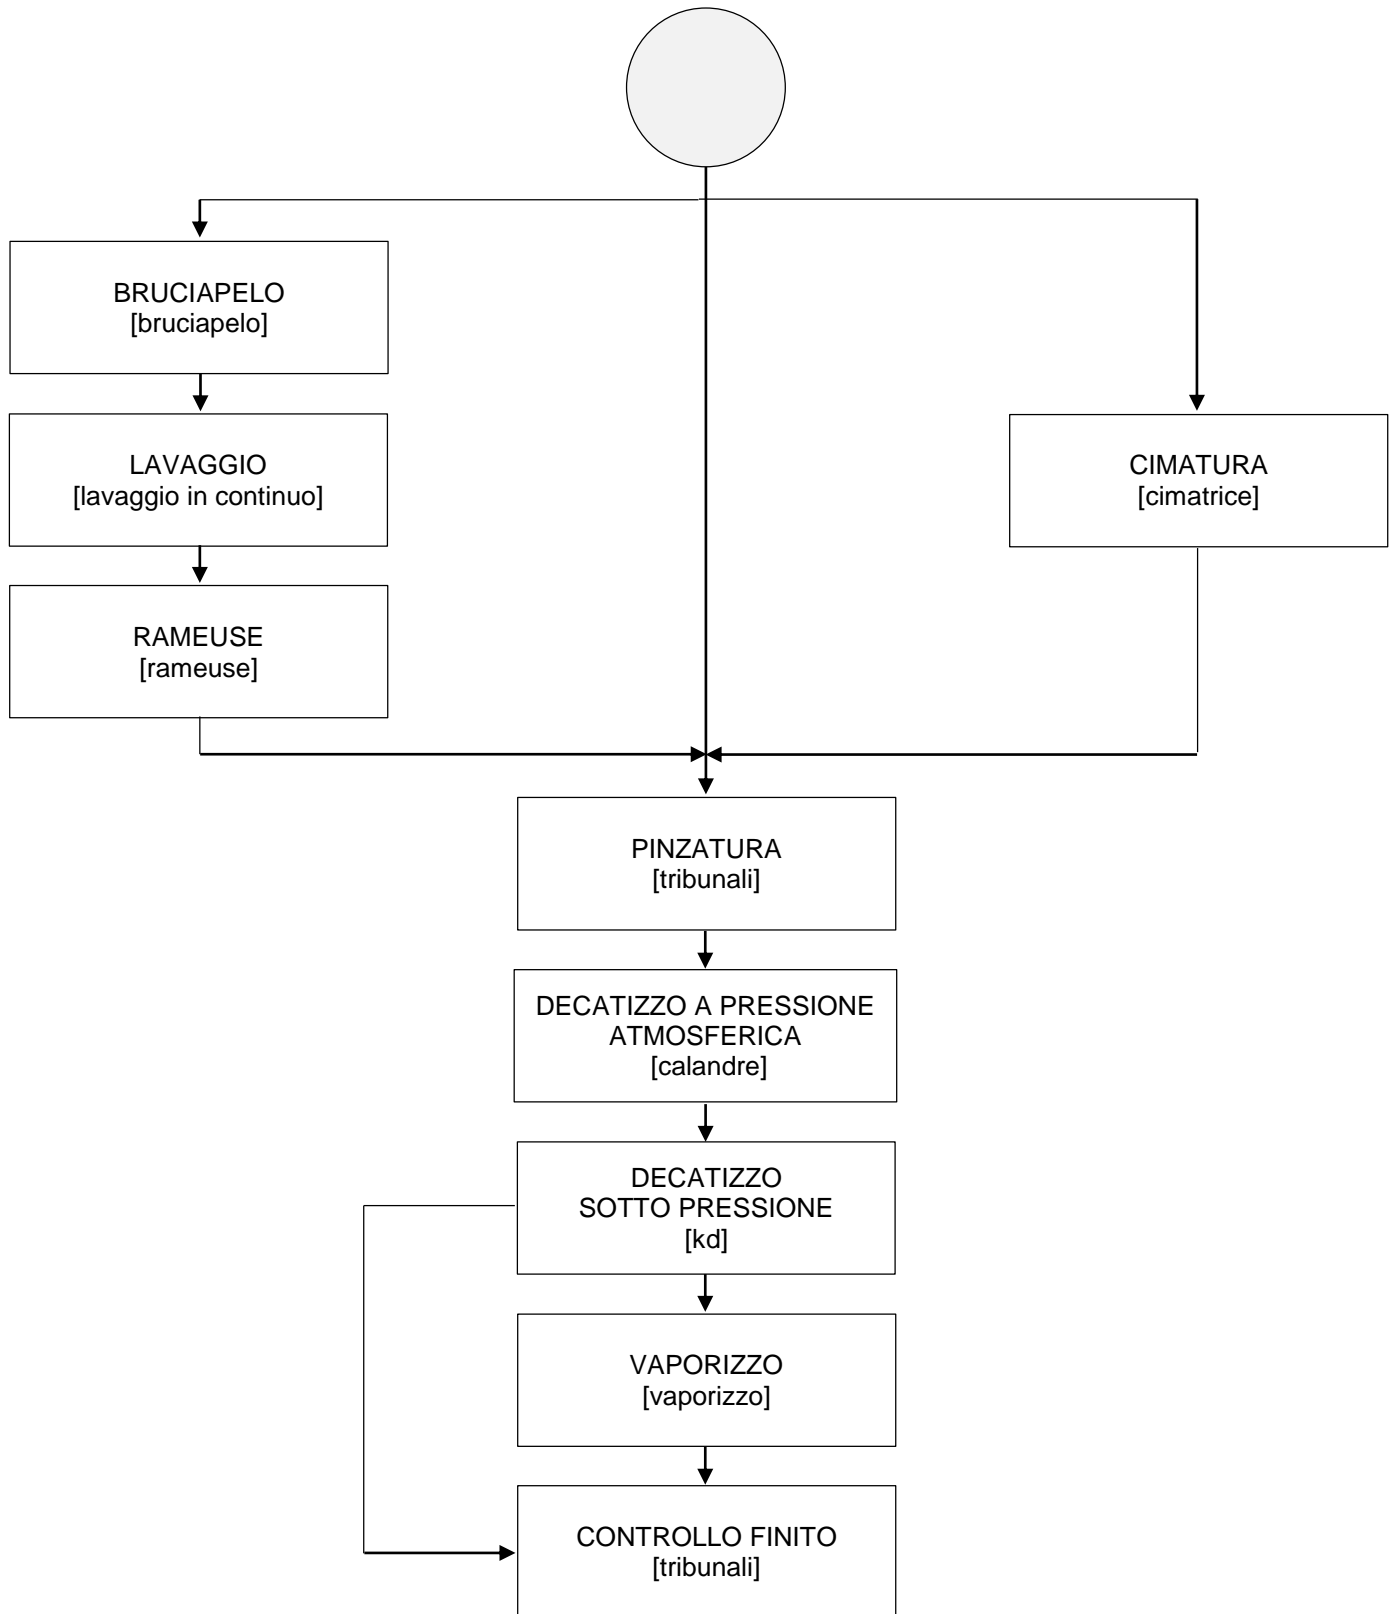 BRUCIAPELO
[bruciapelo]
LAVAGGIO
[lavaggio in continuo]
CIMATURA
[cimatrice]
RAMEUSE
[rameuse]
PINZATURA
[tribunali]
DECATIZZO A PRESSIONE
ATMOSFERICA
[calandre]
DECATIZZO
SOTTO PRESSIONE
[kd]
VAPORIZZO
[vaporizzo]
CONTROLLO FINITO
[tribunali]